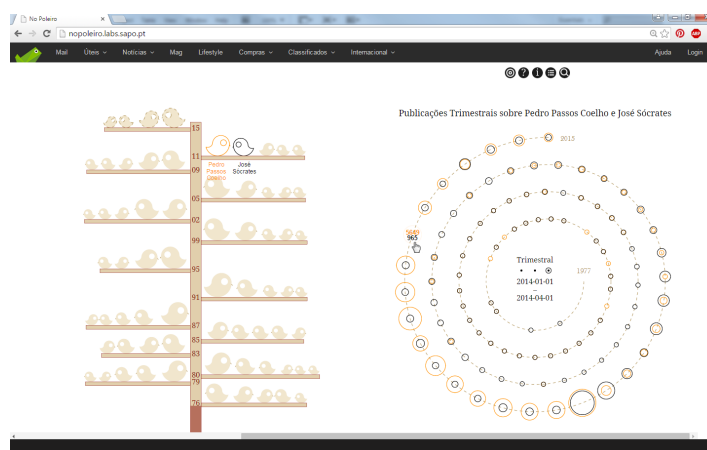 No Poleiro
nopoleiro.labs.sapo.pt
Mail Úteis Notícias Mag Lifestyle Compras Classificados Internacional Ajuda Login
Publicações Trimestrais sobre Pedro Passos Coelho e José Sócrates
15
11
Pedro Passos Coelho
José Sócrates
09
05
02
99
95
91
87
85
83
80
79
76
2015
965
Trimestral
1977
2014-01-01
–
2014-04-01